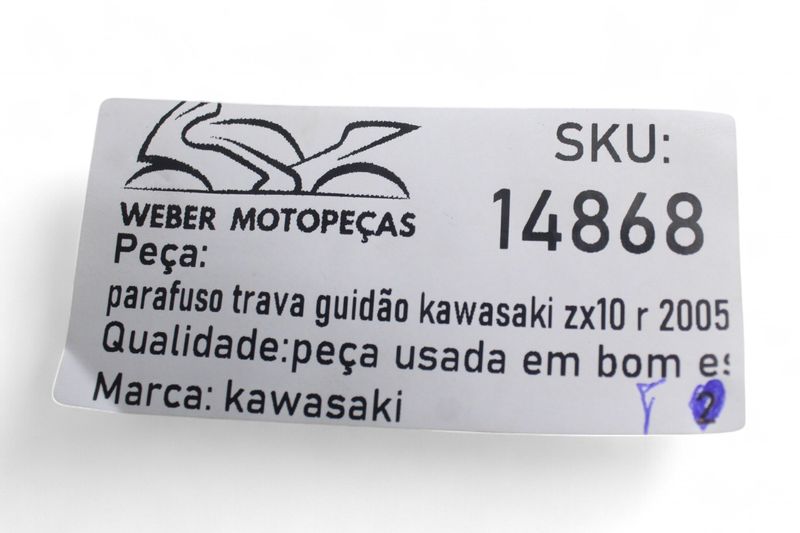 WEBER MOTOPEÇAS
SKU:
14868
Peça:
parafuso trava guidão kawasaki zx10 r 2005
Qualidade:peça usada em bom es
Marca: kawasaki
2